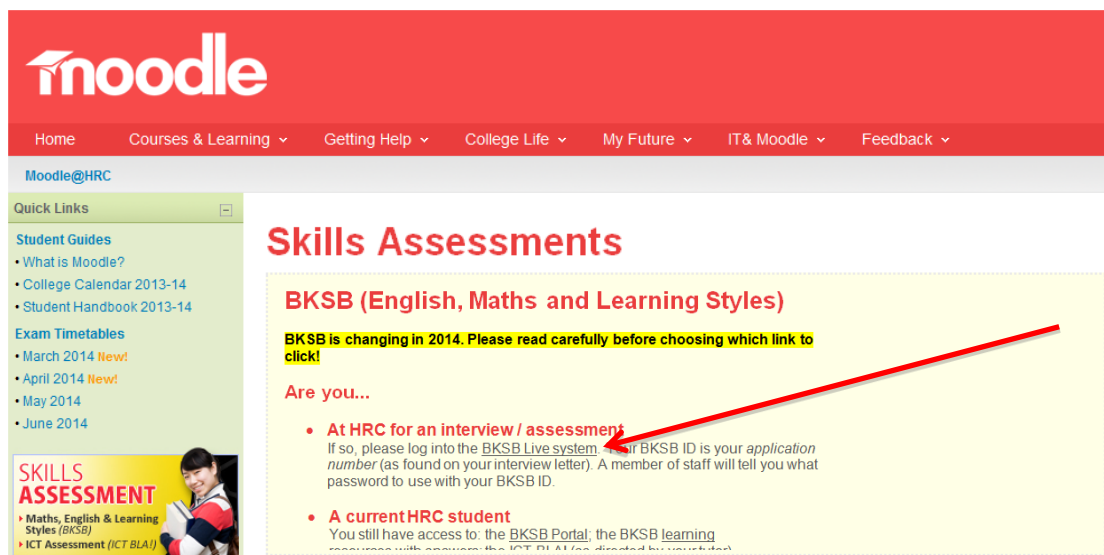 moodle
Home Courses & Learning Getting Help College Life My Future IT& Moodle Feedback
Moodle@HRC
Quick Links
Student Guides
• What is Moodle?
• College Calendar 2013-14
• Student Handbook 2013-14
Exam Timetables
• March 2014 New!
• April 2014 New!
• May 2014
• June 2014
SKILLS
ASSESSMENT
Maths, English & Learning
Styles (BKSB)
ICT Assessment (ICT BLA!)
Skills Assessments
BKSB (English, Maths and Learning Styles)
BKSB is changing in 2014. Please read carefully before choosing which link to
click!
Are you...
• At HRC for an interview / assessment
If so, please log into the BKSB Live system. BKSB ID is your application
number (as found on your interview letter). A member of staff will tell you what
password to use with your BKSB ID.
• A current HRC student
You still have access to: the BKSB Portal; the BKSB learning